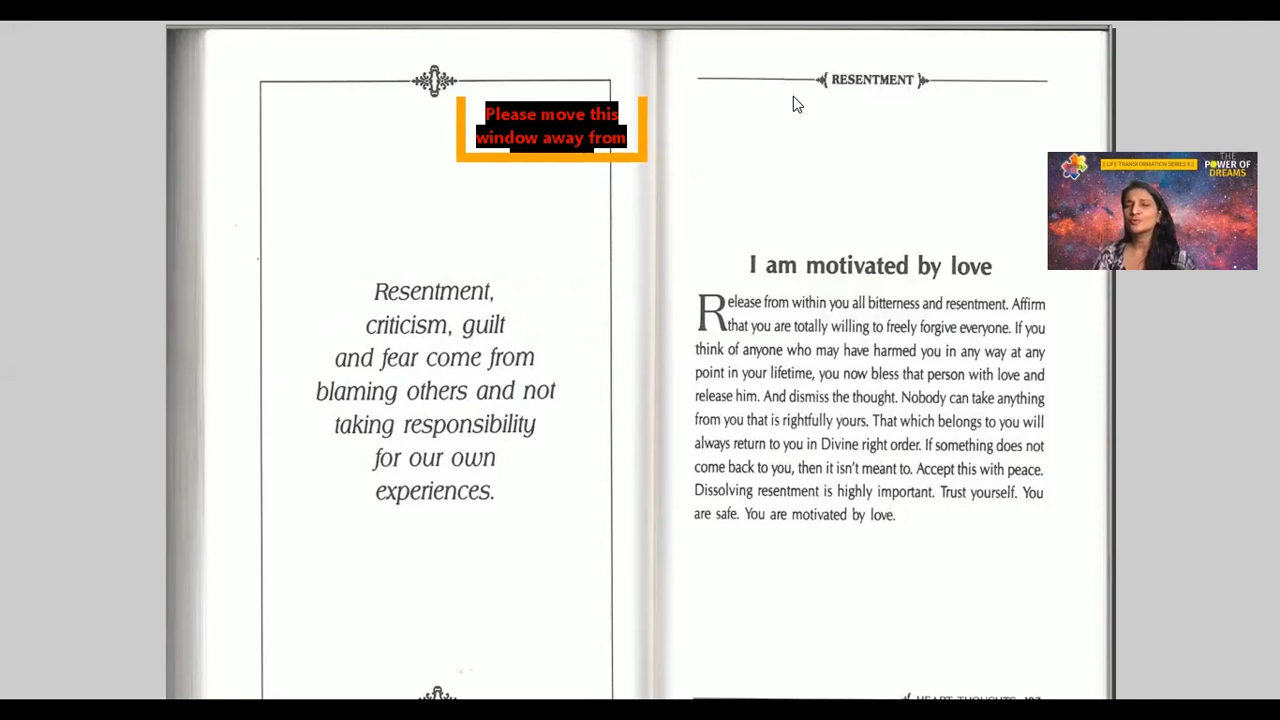 Please move this
window away from
Resentment,
criticism, guilt
and fear come from
blaming others and not
taking responsibility
for our own
experiences.
RESENTMENT
I am motivated by love
Release from within you all bitterness and resentment. Affirm
that you are totally willing to freely forgive everyone. If you
think of anyone who may have harmed you in any way at any
point in your lifetime, you now bless that person with love and
release him. And dismiss the thought. Nobody can take anything
from you that is rightfully yours. That which belongs to you will
always return to you in Divine right order. If something does not
come back to you, then it isn't meant to. Accept this with peace.
Dissolving resentment is highly important. Trust yourself. You
are safe. You are motivated by love.
HEART THOUGHTS
LIFE TRANSFORMATION SERIES
THE
POWER OF
DREAMS